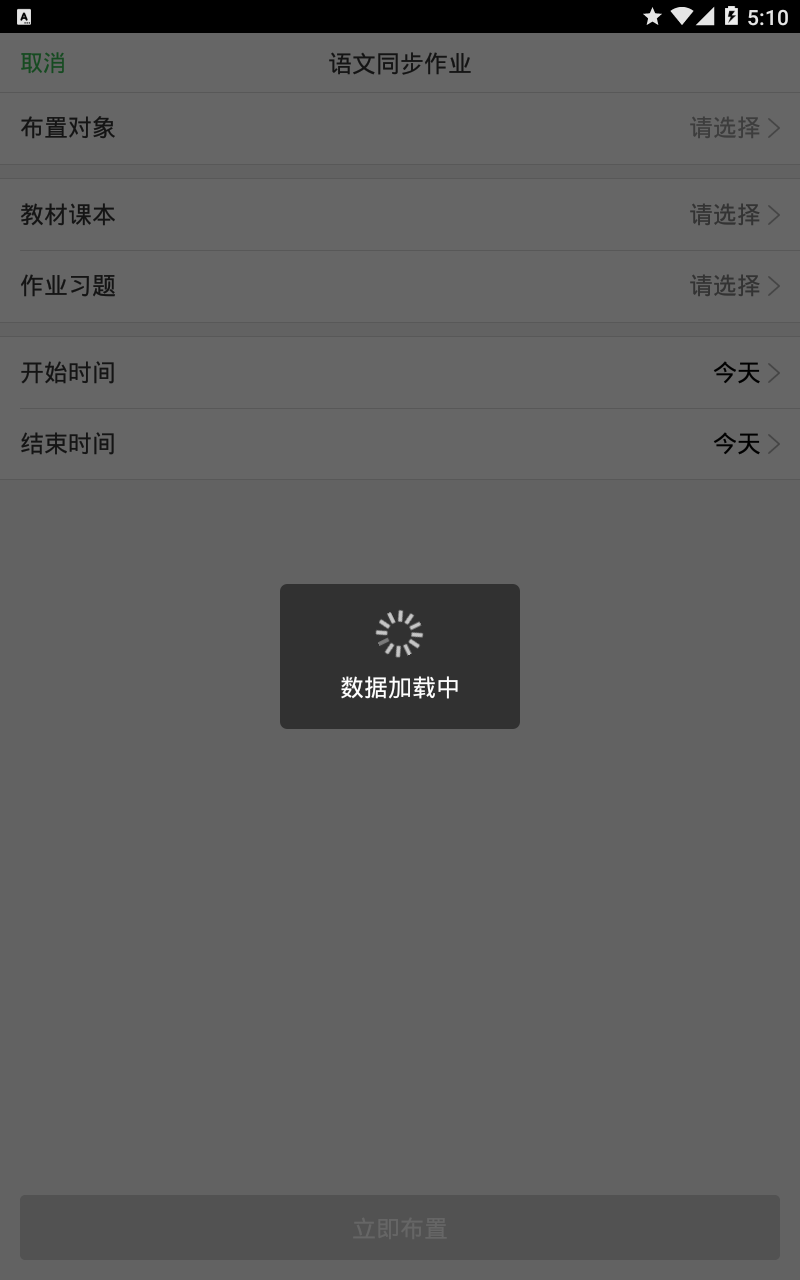 5:10
取消
语文同步作业
布置对象
请选择
教材课本
请选择
作业习题
请选择
开始时间
今天
结束时间
今天
数据加载中
立即布置